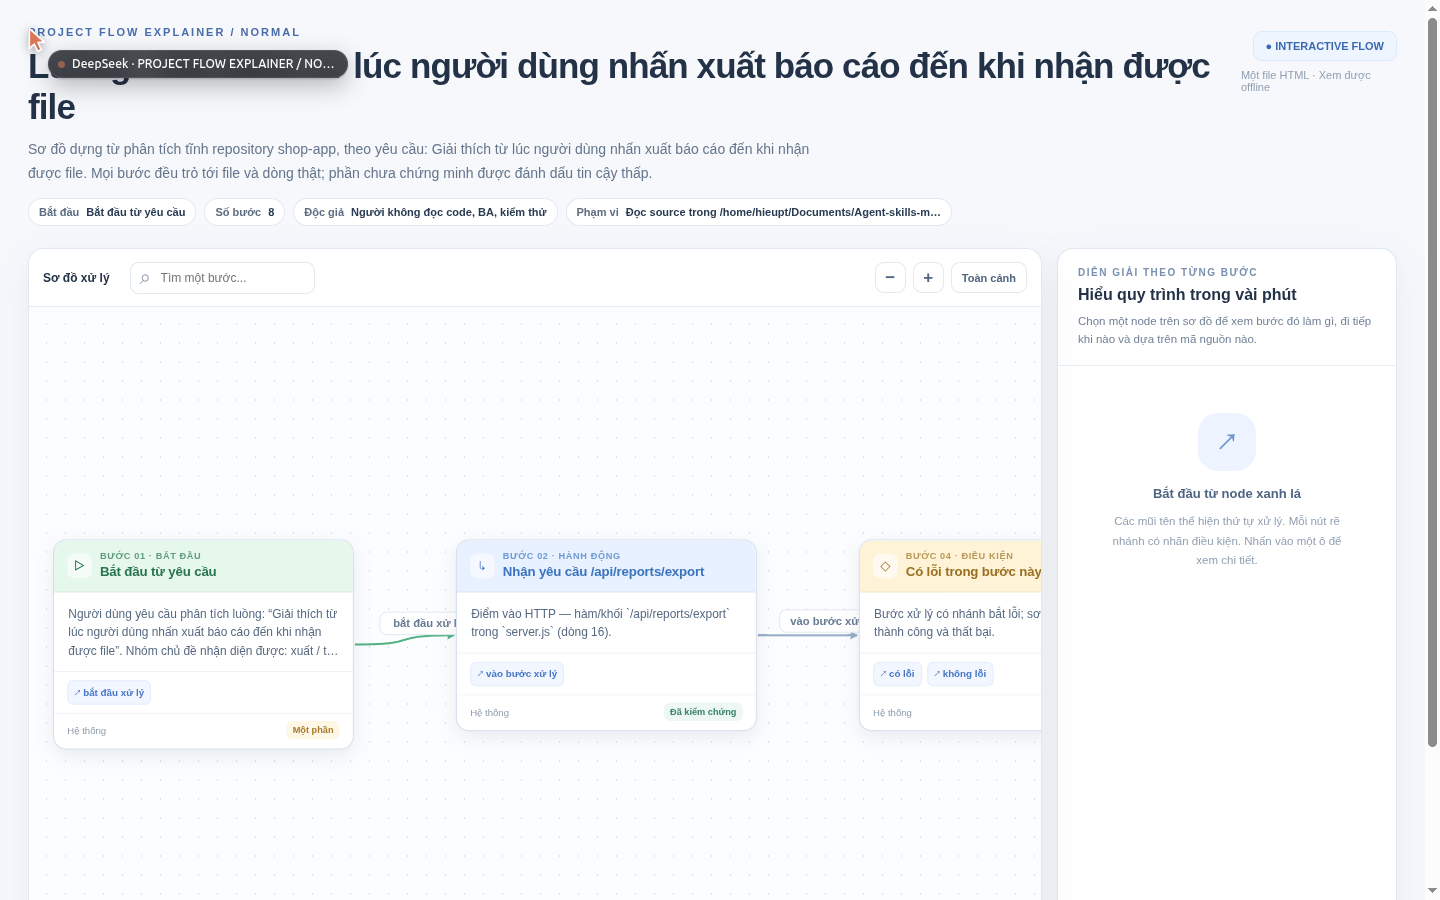 PROJECT FLOW EXPLAINER / NORMAL
DeepSeek · PROJECT FLOW EXPLAINER / NO...
lúc người dùng nhấn xuất báo cáo đến khi nhận được
file
● INTERACTIVE FLOW
Một file HTML · Xem được
offline
Sơ đồ dựng từ phân tích tĩnh repository shop-app, theo yêu cầu: Giải thích từ lúc người dùng nhấn xuất báo cáo đến khi nhận
được file. Mọi bước đều trỏ tới file và dòng thật; phần chưa chứng minh được đánh dấu tin cậy thấp.
Bắt đầu Bắt đầu từ yêu cầu
Số bước 8
Độc giả Người không đọc code, BA, kiểm thử
Phạm vi Đọc source trong /home/hieupt/Documents/Agent-skills-m...
Sơ đồ xử lý
Tìm một bước...
− + Toàn cảnh
DIỄN GIẢI THEO TỪNG BƯỚC
Hiểu quy trình trong vài phút
Chọn một node trên sơ đồ để xem bước đó làm gì, đi tiếp
khi nào và dựa trên mã nguồn nào.
Bắt đầu từ node xanh lá
Các mũi tên thể hiện thứ tự xử lý. Mỗi nút rẽ
nhánh có nhãn điều kiện. Nhấn vào một ô để
xem chi tiết.
BƯỚC 01 · BẮT ĐẦU
Bắt đầu từ yêu cầu
Người dùng yêu cầu phân tích luồng: “Giải thích từ
lúc người dùng nhấn xuất báo cáo đến khi nhận
được file”. Nhóm chủ đề nhận diện được: xuất / t...
↗ bắt đầu xử lý
Hệ thống
Một phần
bắt đầu xử l
BƯỚC 02 · HÀNH ĐỘNG
Nhận yêu cầu /api/reports/export
Điểm vào HTTP — hàm/khối `/api/reports/export`
trong `server.js` (dòng 16).
↗ vào bước xử lý
Hệ thống
Đã kiểm chứng
vào bước xử
BƯỚC 04 · ĐIỀU KIỆN
Có lỗi trong bước này
Bước xử lý có nhánh bắt lỗi; sơ
thành công và thất bại.
↗ có lỗi
↗ không lỗi
Hệ thống